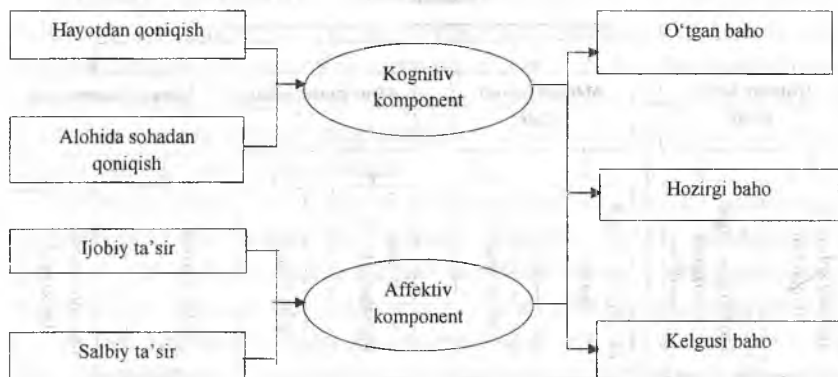 Hayotdan qoniqish
Alohida sohadan
qoniqish
Ijobiy ta’sir
Salbiy ta’sir
Kognitiv
komponent
Affektiv
komponent
O‘tgan baho
Hozirgi baho
Kelgusi baho